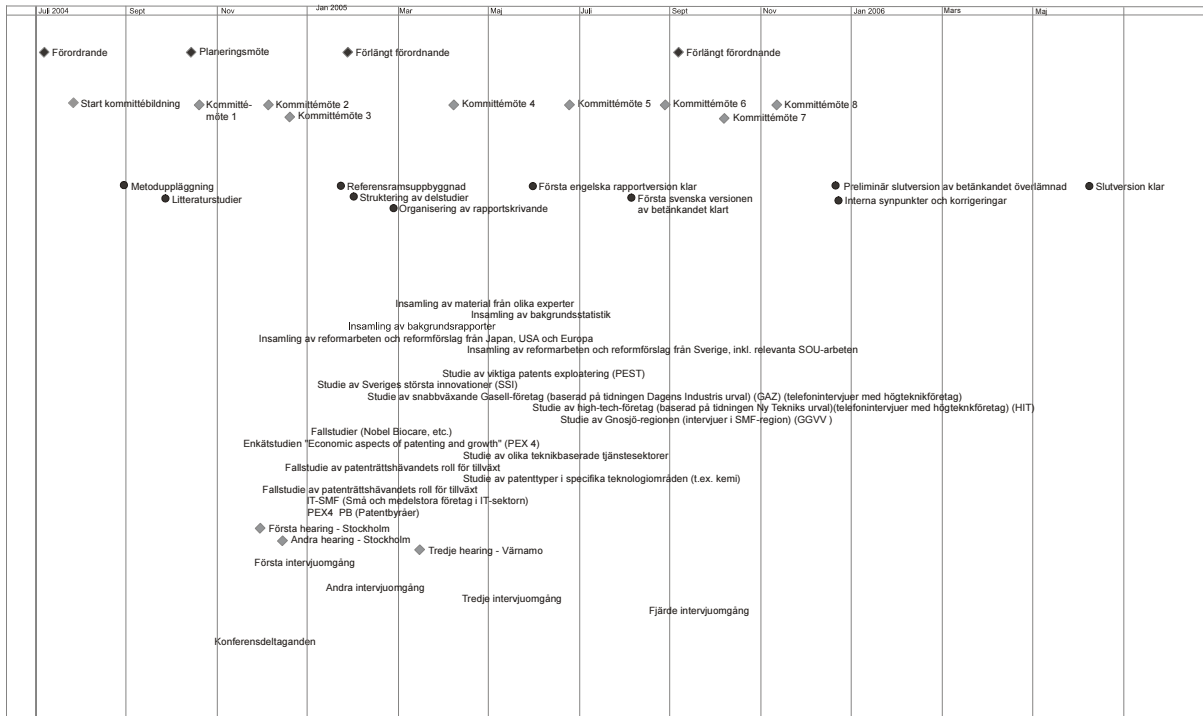 Juli 2004 Sept Nov Jan 2005 Mar Maj Juli Sept Nov Jan 2006 Mars Maj
Förordrande Planeringsmöte Förlängt förordnande Förlängt förordnande
Start kommittébildning Kommitté- Kommittémöte 2 Kommittémöte 4 Kommittémöte 5 Kommittémöte 6 Kommittémöte 8
möte 1 Kommittémöte 3 Kommittémöte 7
Metoduppläggning Referensramsuppbyggnad Första engelska rapportversion klar Preliminär slutversion av betänkandet överlämnad Slutversion klar
Litteraturstudier Struktering av delstudier Första svenska versionen Interna synpunkter och korrigeringar
Organisering av rapportskrivande av betänkandet klart
Insamling av material från olika experter
Insamling av bakgrundsstatistik
Insamling av bakgrundsrapporter
Insamling av reformarbeten och reformförslag från Japan, USA och Europa
Insamling av reformarbeten och reformförslag från Sverige, inkl. relevanta SOU-arbeten
Studie av viktiga patents exploatering (PEST)
Studie av Sveriges största innovationer (SSI)
Studie av snabbväxande Gasell-företag (baserad på tidningen Dagens Industris urval) (GAZ) (telefonintervjuer med högteknikföretag)
Studie av high-tech-företag (baserad på tidningen Ny Tekniks urval)(telefonintervjuer med högteknkföretag) (HIT)
Studie av Gnosjö-regionen (intervjuer i SMF-region) (GGVV )
Fallstudier (Nobel Biocare, etc.)
Enkätstudien "Economic aspects of patenting and growth" (PEX 4)
Studie av olika teknikbaserade tjänstesektorer
Fallstudie av patenträttshävandets roll för tillväxt
Studie av patenttyper i specifika teknologiområden (t.ex. kemi)
Fallstudie av patenträttshävandets roll för tillväxt
IT-SMF (Små och medelstora företag i IT-sektorn)
PEX4 PB (Patentbyråer)
Första hearing - Stockholm
Andra hearing - Stockholm
Tredje hearing - Värnamo
Första intervjuomgång
Andra intervjuomgång
Tredje intervjuomgång
Fjärde intervjuomgång
Konferensdeltaganden